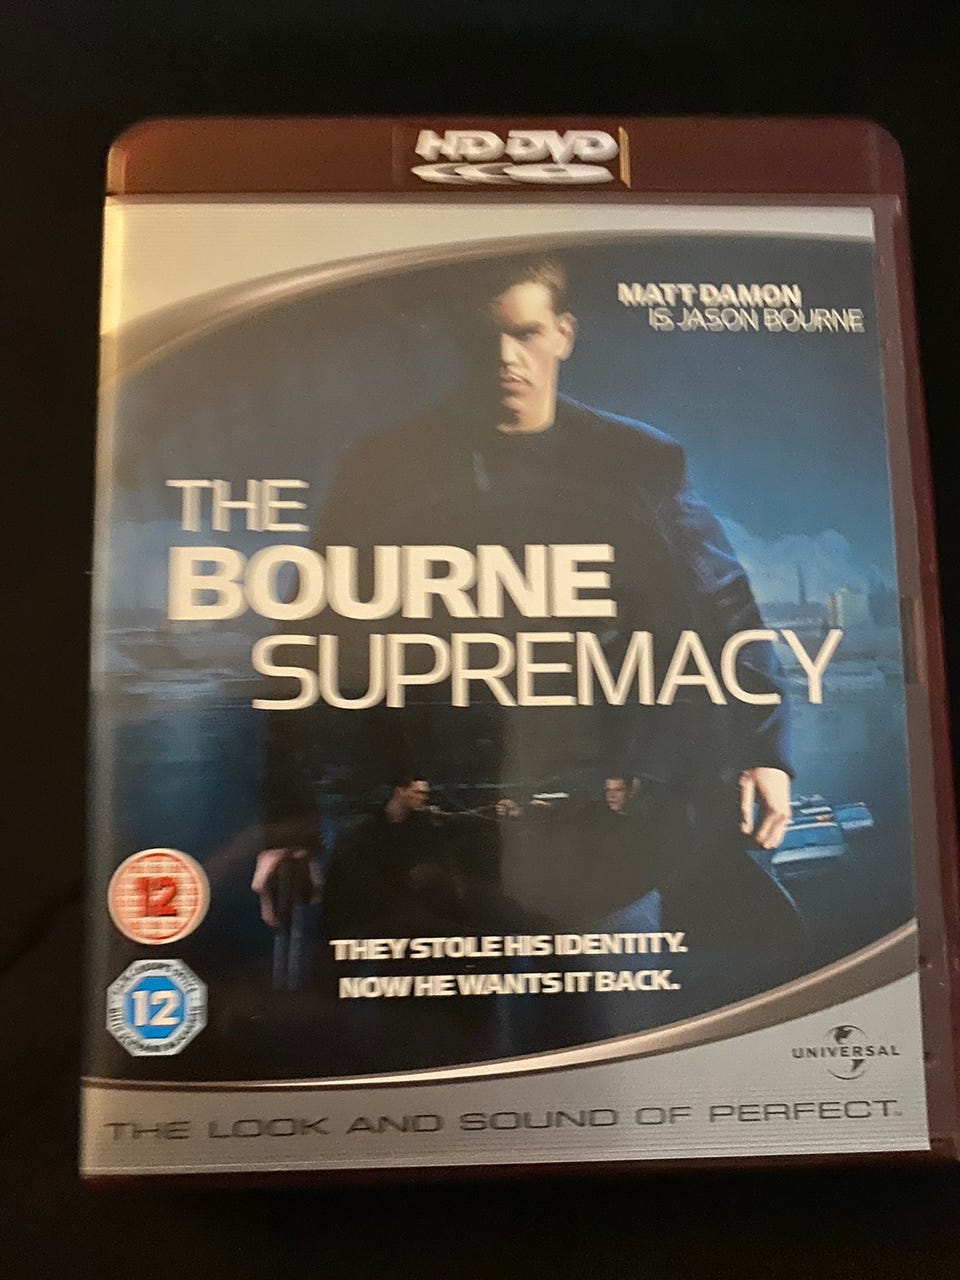 HD DVD
MATT DAMON
IS JASON BOURNE
THE
BOURNE
SUPREMACY
12
THEY STOLE HIS IDENTITY.
NOW HE WANTS IT BACK.
12
UNIVERSAL
THE LOOK AND SOUND OF PERFECT.™